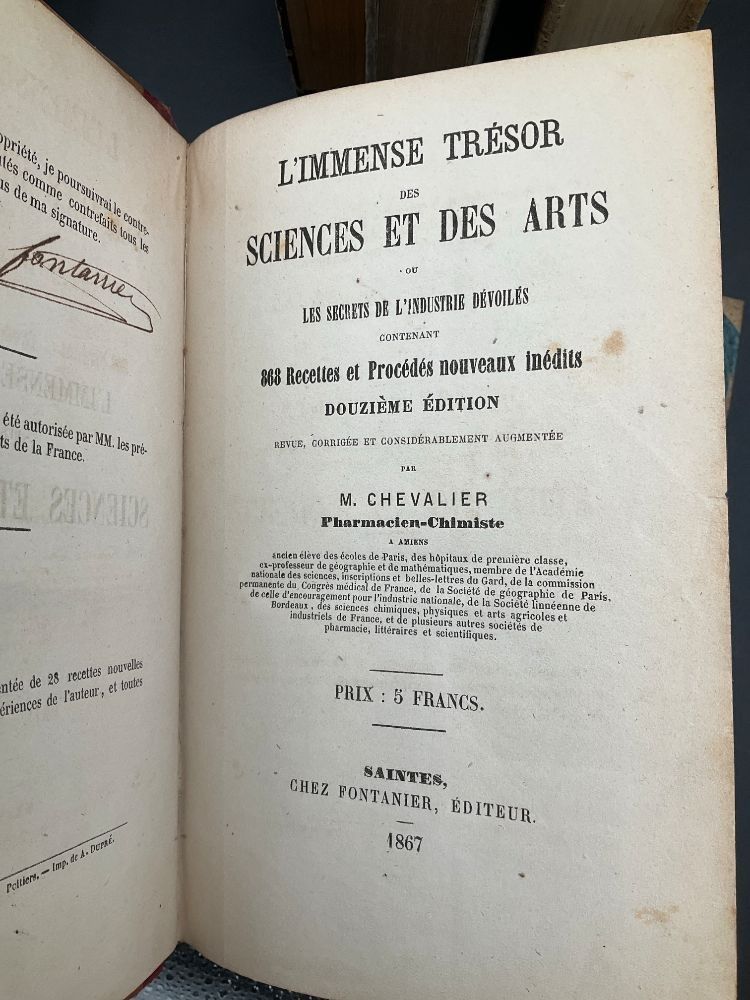 opriété, je poursuivrai le contre-
tés comme contrefaits tous les
us de ma signature.
fontanier
été autorisée par MM. les pré-
ts de la France.
ntée de 28 recettes nouvelles
ériences de l'auteur, et toutes
Poitiers. — Imp. de A. DUPRÉ.
L'IMMENSE TRÉSOR
DES
SCIENCES ET DES ARTS
OU
LES SECRETS DE L'INDUSTRIE DÉVOILÉS
CONTENANT
868 Recettes et Procédés nouveaux inédits
DOUZIÈME ÉDITION
REVUE, CORRIGÉE ET CONSIDÉRABLEMENT AUGMENTÉE
PAR
M. CHEVALIER
Pharmacien-Chimiste
A AMIENS
ancien élève des écoles de Paris, des hôpitaux de première classe,
ex-professeur de géographie et de mathématiques, membre de l'Académie
nationale des sciences, inscriptions et belles-lettres du Gard, de la commission
permanente du Congrès médical de France, de la Société de géographie de Paris,
de celle d'encouragement pour l'industrie nationale, de la Société linnéenne de
Bordeaux, des sciences chimiques, physiques et arts agricoles et
industriels de France, et de plusieurs autres sociétés de
pharmacie, littéraires et scientifiques.
PRIX : 5 FRANCS.
SAINTES,
CHEZ FONTANIER, ÉDITEUR.
1867